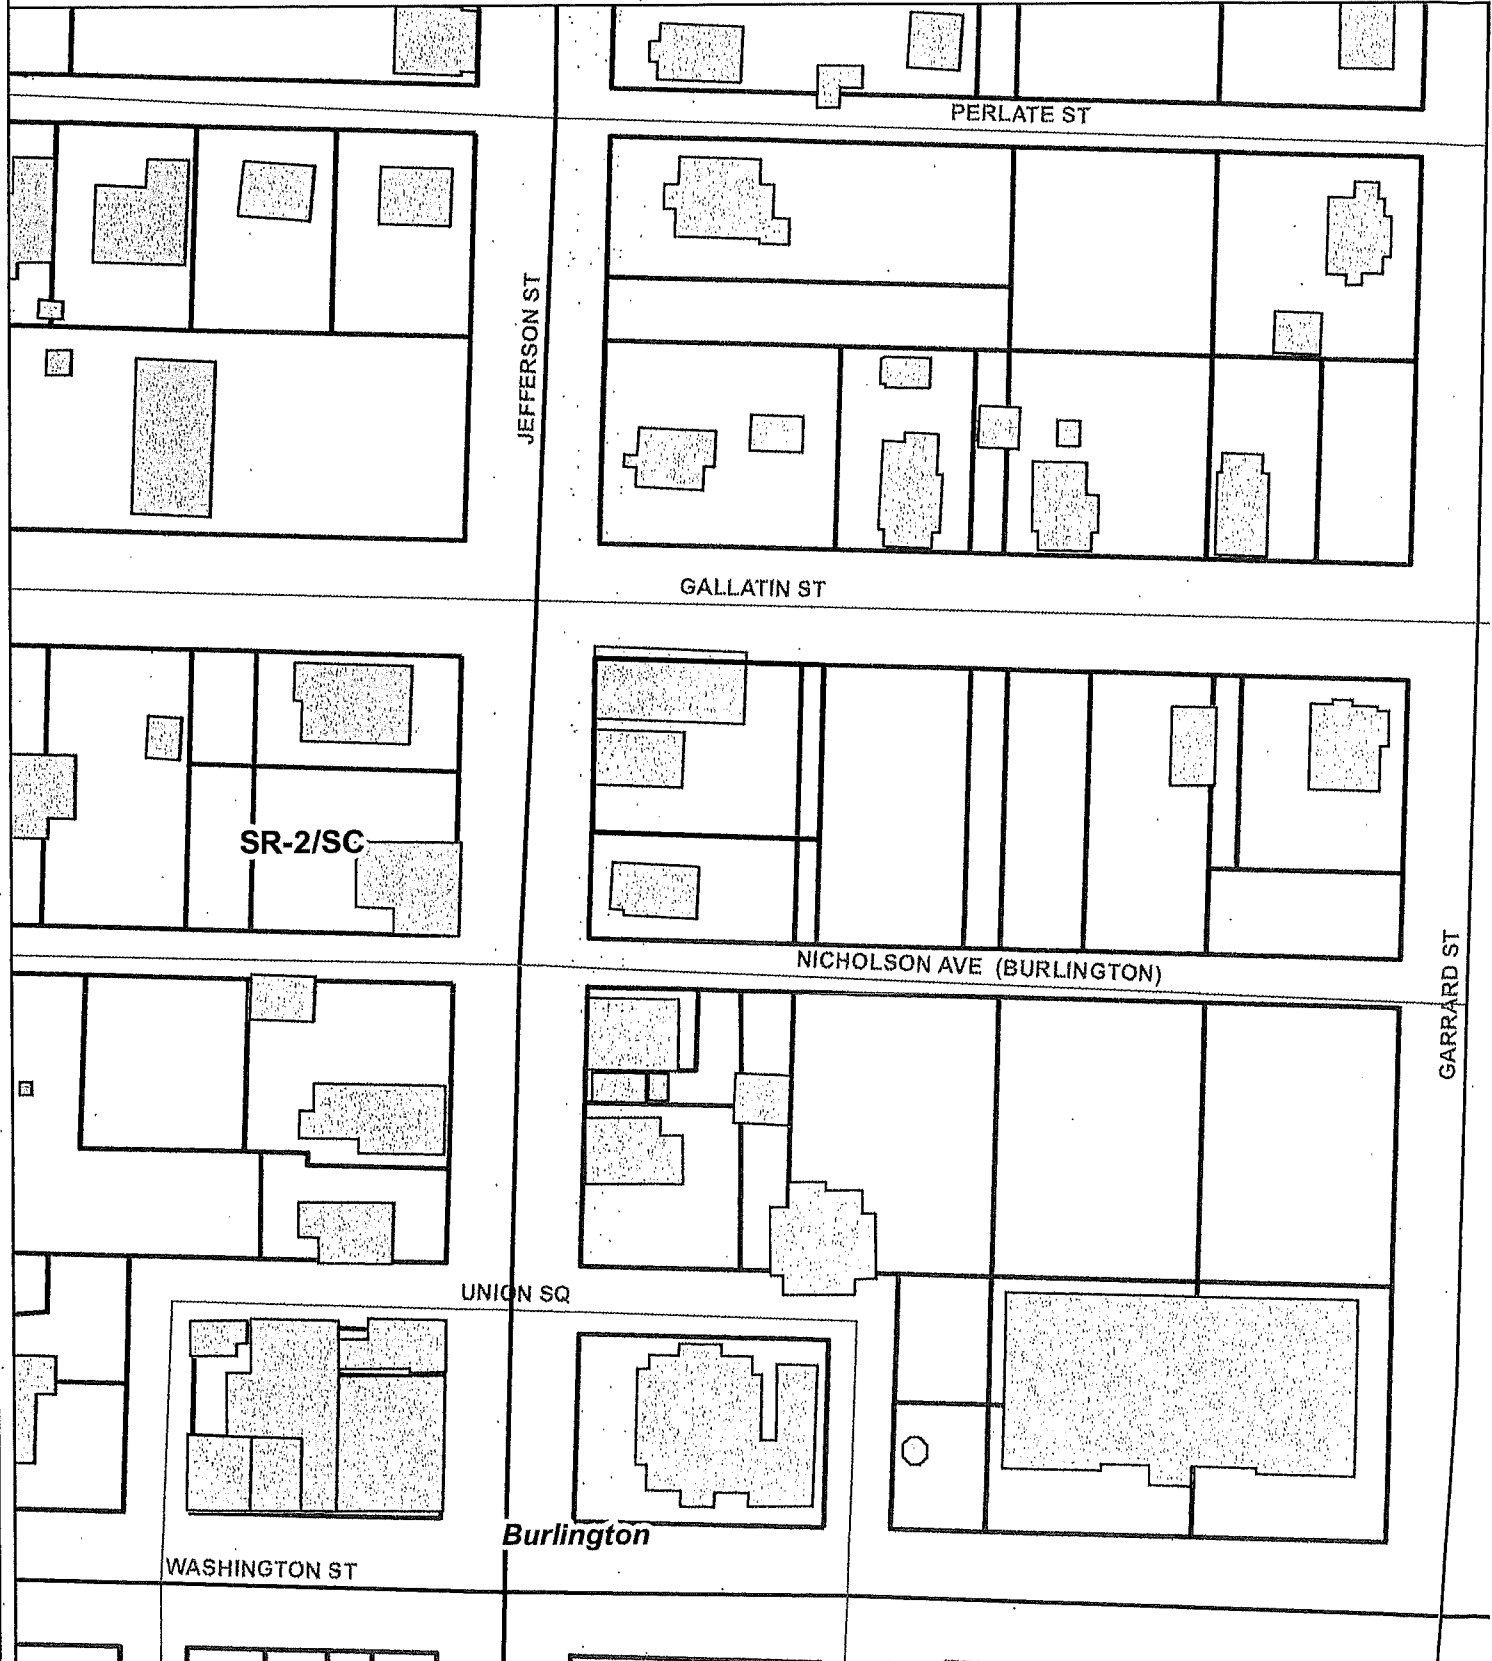 PERLATE ST
JEFFERSON ST
GALLATIN ST
SR-2/SC
NICHOLSON AVE (BURLINGTON)
GARRARD ST
UNION SQ
Burlington
WASHINGTON ST